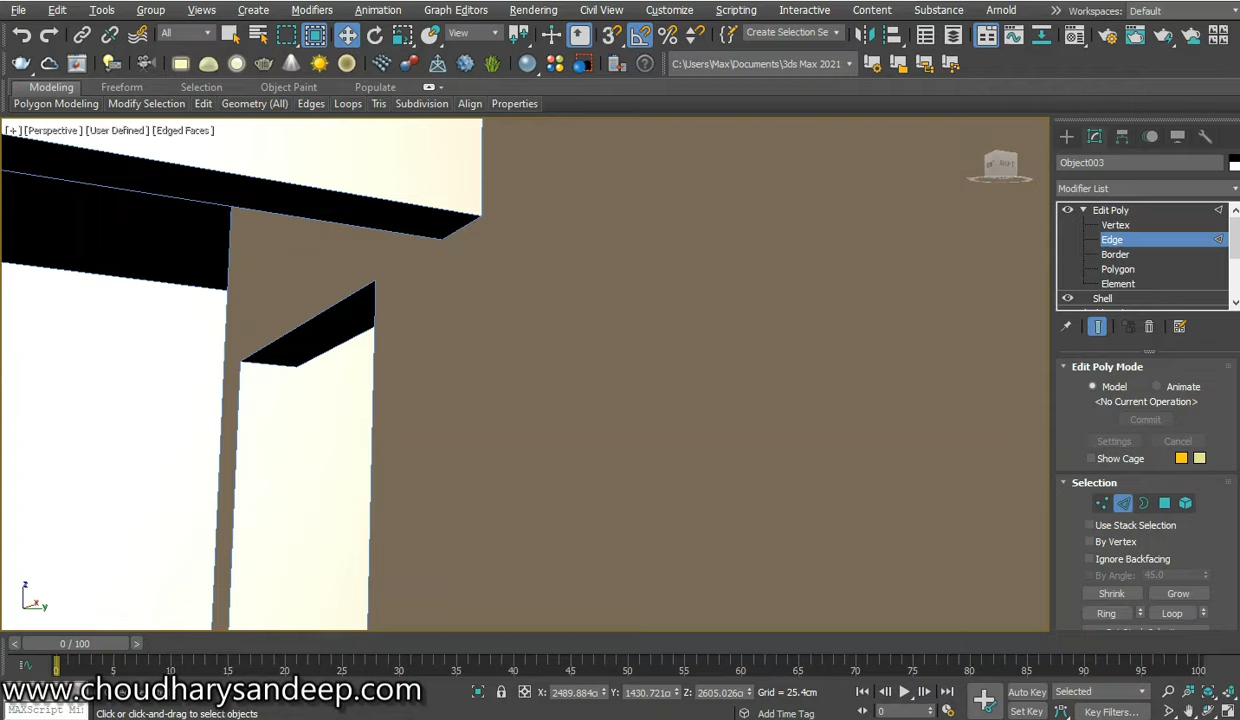 File Edit Tools Group Views Create Modifiers Animation Graph Editors Rendering Civil View Customize Scripting Interactive Content Substance Arnold Workspaces: Default
All View Create Selection Se
C:\Users\Max\Documents\3ds Max 2021
Modeling Freeform Selection Object Paint Populate
Polygon Modeling Modify Selection Edit Geometry (All) Edges Loops Tris Subdivision Align Properties
[+] [Perspective] [User Defined] [Edged Faces]
Object003
Modifier List
Edit Poly
Vertex
Edge
Border
Polygon
Element
Shell
Edit Poly Mode
Model Animate
<No Current Operation>
Commit
Settings Cancel
Show Cage
Selection
Use Stack Selection
By Vertex
Ignore Backfacing
By Angle: 45.0
Shrink Grow
Ring Loop
z
x
y
< 0 / 100 >
0 5 10 15 20 25 30 35 40 45 50 55 60 65 70 75 80 85 90 95 100
www.choudharysandeep.com
X: 2489.884c Y: 1430.721c Z: 2605.026c Grid = 25.4cm Auto Key Selected
MAXScript Mi Click or click-and-drag to select objects Add Time Tag 0 Set Key Key Filters...